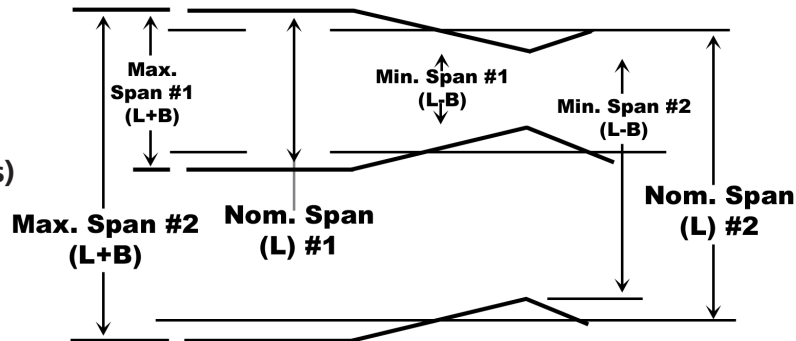 Max.
Span #1
(L+B)
Min. Span #1
(L-B)
Min. Span #2
(L-B)
s)
Max. Span #2
(L+B)
Nom. Span
(L) #1
Nom. Span
(L) #2